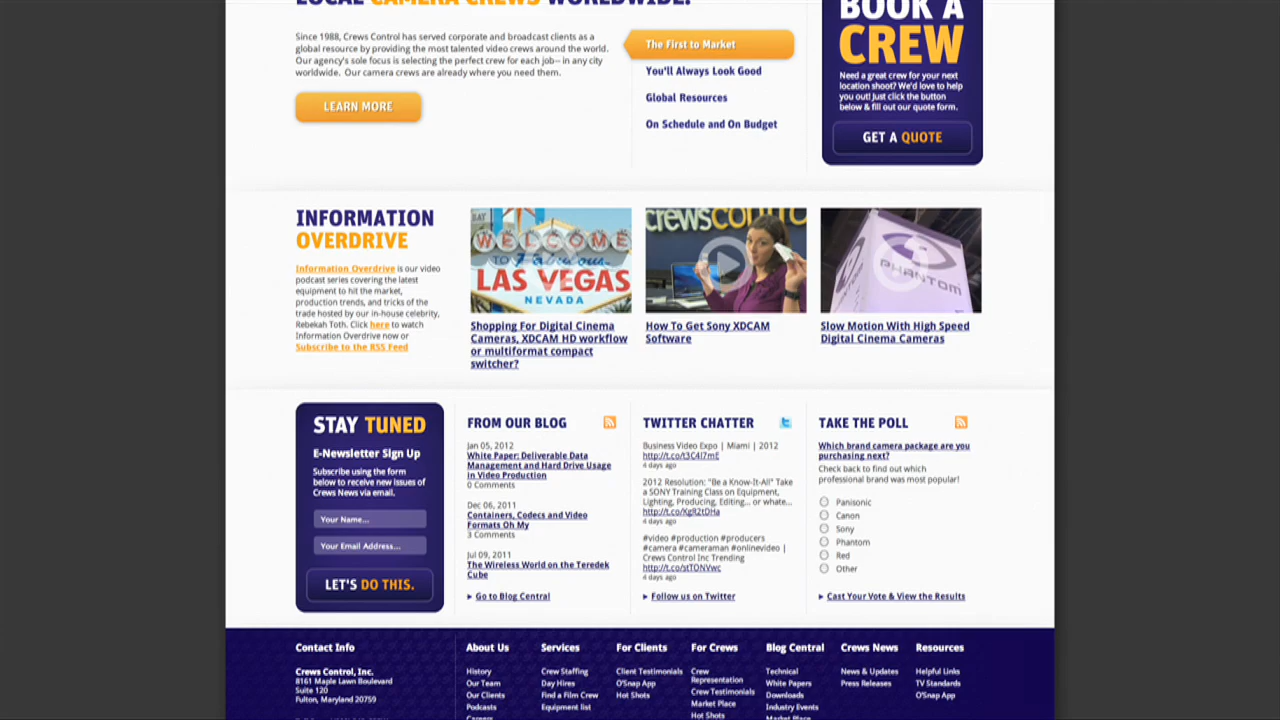 LOCAL CAMERA CREWS WORLDWIDE.
Since 1988, Crews Control has served corporate and broadcast clients as a
global resource by providing the most talented video crews around the world.
Our agency's sole focus is selecting the perfect crew for each job-- in any city
worldwide. Our camera crews are already where you need them.
LEARN MORE
The First to Market
You'll Always Look Good
Global Resources
On Schedule and On Budget
BOOK A
CREW
Need a great crew for your next
location shoot? We'd love to help
you out! Just click the button
below & fill out our quote form.
GET A QUOTE
INFORMATION
OVERDRIVE
Information Overdrive is our video
podcast series covering the latest
equipment to hit the market,
production trends, and tricks of the
trade hosted by our in-house celebrity,
Rebekah Toth. Click here to watch
Information Overdrive now or
Subscribe to the RSS Feed
STAY
WELCOME
TO Fabulous
LAS VEGAS
NEVADA
Shopping For Digital Cinema
Cameras, XDCAM HD workflow
or multiformat compact
switcher?
crewscontrol
How To Get Sony XDCAM
Software
PHANTOM
Slow Motion With High Speed
Digital Cinema Cameras
STAY TUNED
E-Newsletter Sign Up
Subscribe using the form
below to receive new issues of
Crews News via email.
Your Name...
Your Email Address...
LET'S DO THIS.
FROM OUR BLOG
Jan 05, 2012
White Paper: Deliverable Data
Management and Hard Drive Usage
in Video Production
0 Comments
Dec 06, 2011
Containers, Codecs and Video
Formats Oh My
3 Comments
Jul 09, 2011
The Wireless World on the Teredek
Cube
Go to Blog Central
TWITTER CHATTER
Business Video Expo | Miami | 2012
http://t.co/t3C4l7mE
4 days ago
2012 Resolution: "Be a Know-It-All" Take
a SONY Training Class on Equipment,
Lighting, Producing, Editing... or whate...
http://t.co/KgR2tDHa
4 days ago
#video #production #producers
#camera #cameraman #onlinevideo |
Crews Control Inc Trending
http://t.co/stTONVwc
4 days ago
Follow us on Twitter
TAKE THE POLL
Which brand camera package are you
purchasing next?
Check back to find out which
professional brand was most popular!
Panisonic
Canon
Sony
Phantom
Red
Other
Cast Your Vote & View the Results
Contact Info
Crews Control, Inc.
8161 Maple Lawn Boulevard
Suite 120
Fulton, Maryland 20759
About Us
History
Our Team
Our Clients
Podcasts
Careers
Services
Crew Staffing
Day Hires
Find a Film Crew
Equipment list
For Clients
Client Testimonials
O'Snap App
Hot Shots
For Crews
Crew
Representation
Crew Testimonials
Market Place
Hot Shots
Blog Central
Technical
White Papers
Downloads
Industry Events
Market Place
Crews News
News & Updates
Press Releases
Resources
Helpful Links
TV Standards
O'Snap App